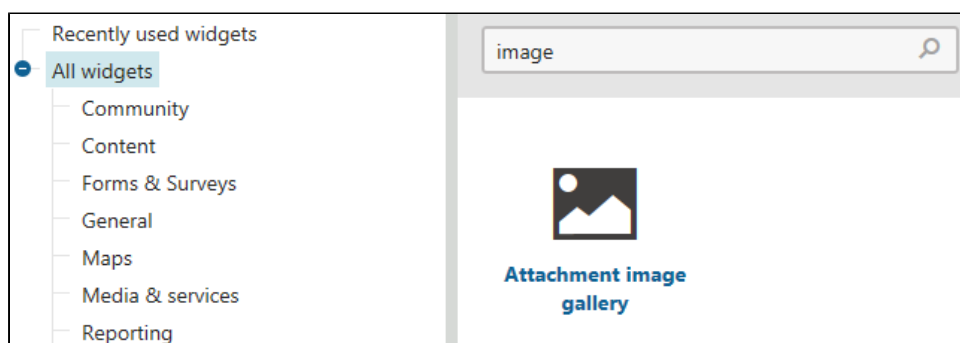 Recently used widgets
All widgets
Community
Content
Forms & Surveys
General
Maps
Media & services
Reporting
image
Attachment image
gallery